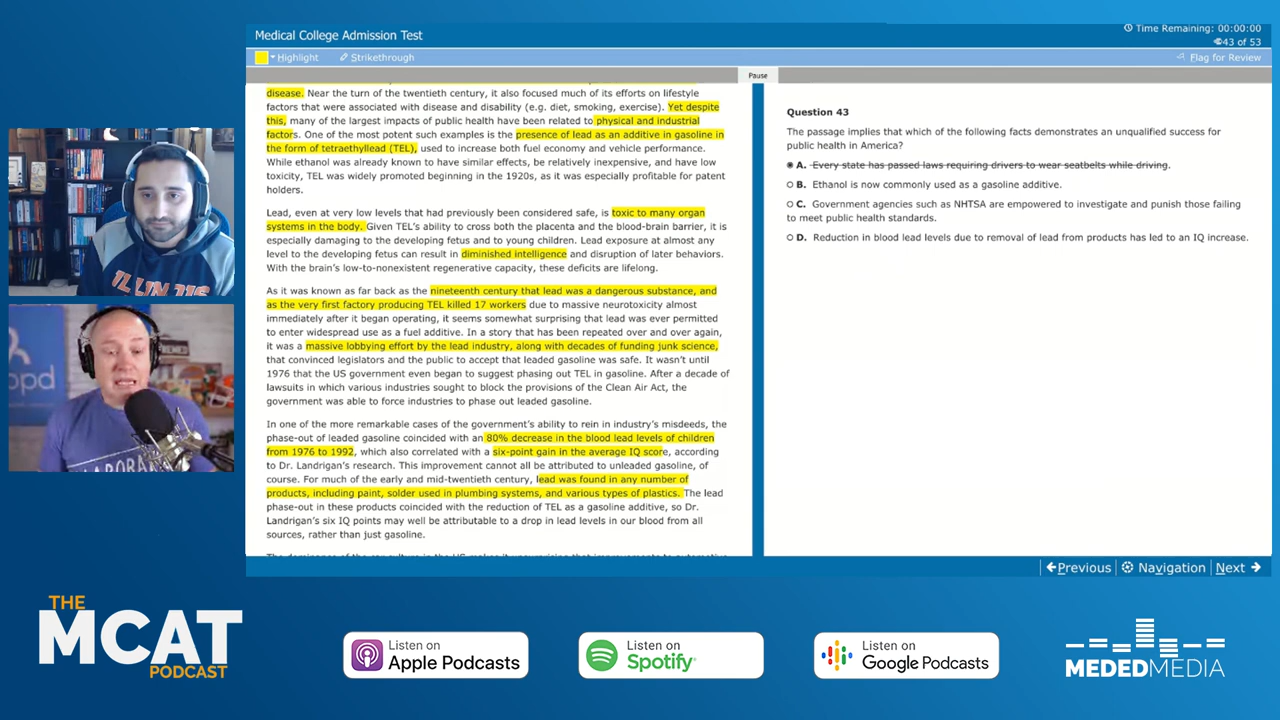 Medical College Admission Test
Time Remaining: 00:00:00
43 of 53
Highlight
Strikethrough
Flag for Review
Pause
disease. Near the turn of the twentieth century, it also focused much of its efforts on lifestyle
factors that were associated with disease and disability (e.g. diet, smoking, exercise). Yet despite
this, many of the largest impacts of public health have been related to physical and industrial
factors. One of the most potent such examples is the presence of lead as an additive in gasoline in
the form of tetraethyllead (TEL), used to increase both fuel economy and vehicle performance.
While ethanol was already known to have similar effects, be relatively inexpensive, and have low
toxicity, TEL was widely promoted beginning in the 1920s, as it was especially profitable for patent
holders.
Lead, even at very low levels that had previously been considered safe, is toxic to many organ
systems in the body. Given TEL's ability to cross both the placenta and the blood-brain barrier, it is
especially damaging to the developing fetus and to young children. Lead exposure at almost any
level to the developing fetus can result in diminished intelligence and disruption of later behaviors.
With the brain's low-to-nonexistent regenerative capacity, these deficits are lifelong.
As it was known as far back as the nineteenth century that lead was a dangerous substance, and
as the very first factory producing TEL killed 17 workers due to massive neurotoxicity almost
immediately after it began operating, it seems somewhat surprising that lead was ever permitted
to enter widespread use as a fuel additive. In a story that has been repeated over and over again,
it was a massive lobbying effort by the lead industry, along with decades of funding junk science,
that convinced legislators and the public to accept that leaded gasoline was safe. It wasn't until
1976 that the US government even began to suggest phasing out TEL in gasoline. After a decade of
lawsuits in which various industries sought to block the provisions of the Clean Air Act, the
government was able to force industries to phase out leaded gasoline.
In one of the more remarkable cases of the government's ability to rein in industry's misdeeds, the
phase-out of leaded gasoline coincided with an 80% decrease in the blood lead levels of children
from 1976 to 1992, which also correlated with a six-point gain in the average IQ score, according
to Dr. Landrigan's research. This improvement cannot all be attributed to unleaded gasoline, of
course. For much of the early and mid-twentieth century, lead was found in any number of
products, including paint, solder used in plumbing systems, and various types of plastics. The lead
phase-out in these products coincided with the reduction of TEL as a gasoline additive, so Dr.
Landrigan's six IQ points may well be attributable to a drop in lead levels in our blood from all
sources, rather than just gasoline.
Question 43
The passage implies that which of the following facts demonstrates an unqualified success for
public health in America?
A. Every state has passed laws requiring drivers to wear seatbelts while driving.
B. Ethanol is now commonly used as a gasoline additive.
C. Government agencies such as NHTSA are empowered to investigate and punish those failing
to meet public health standards.
D. Reduction in blood lead levels due to removal of lead from products has led to an IQ increase.
Previous
Navigation
Next
THE
MCAT
PODCAST
Listen on
Apple Podcasts
Listen on
Spotify
Listen on
Google Podcasts
MEDEDMEDIA